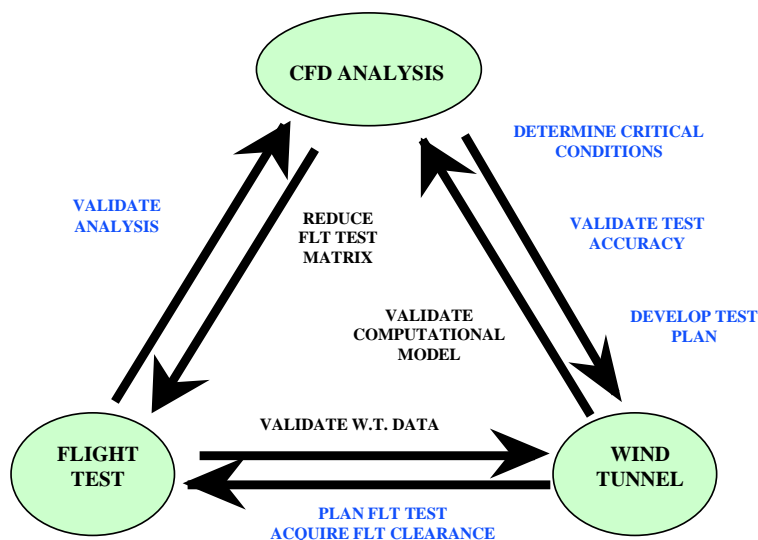 CFD ANALYSIS
DETERMINE CRITICAL
CONDITIONS
VALIDATE
ANALYSIS
REDUCE
FLT TEST
MATRIX
VALIDATE TEST
ACCURACY
VALIDATE
COMPUTATIONAL
MODEL
DEVELOP TEST
PLAN
VALIDATE W.T. DATA
FLIGHT
TEST
WIND
TUNNEL
PLAN FLT TEST
ACQUIRE FLT CLEARANCE